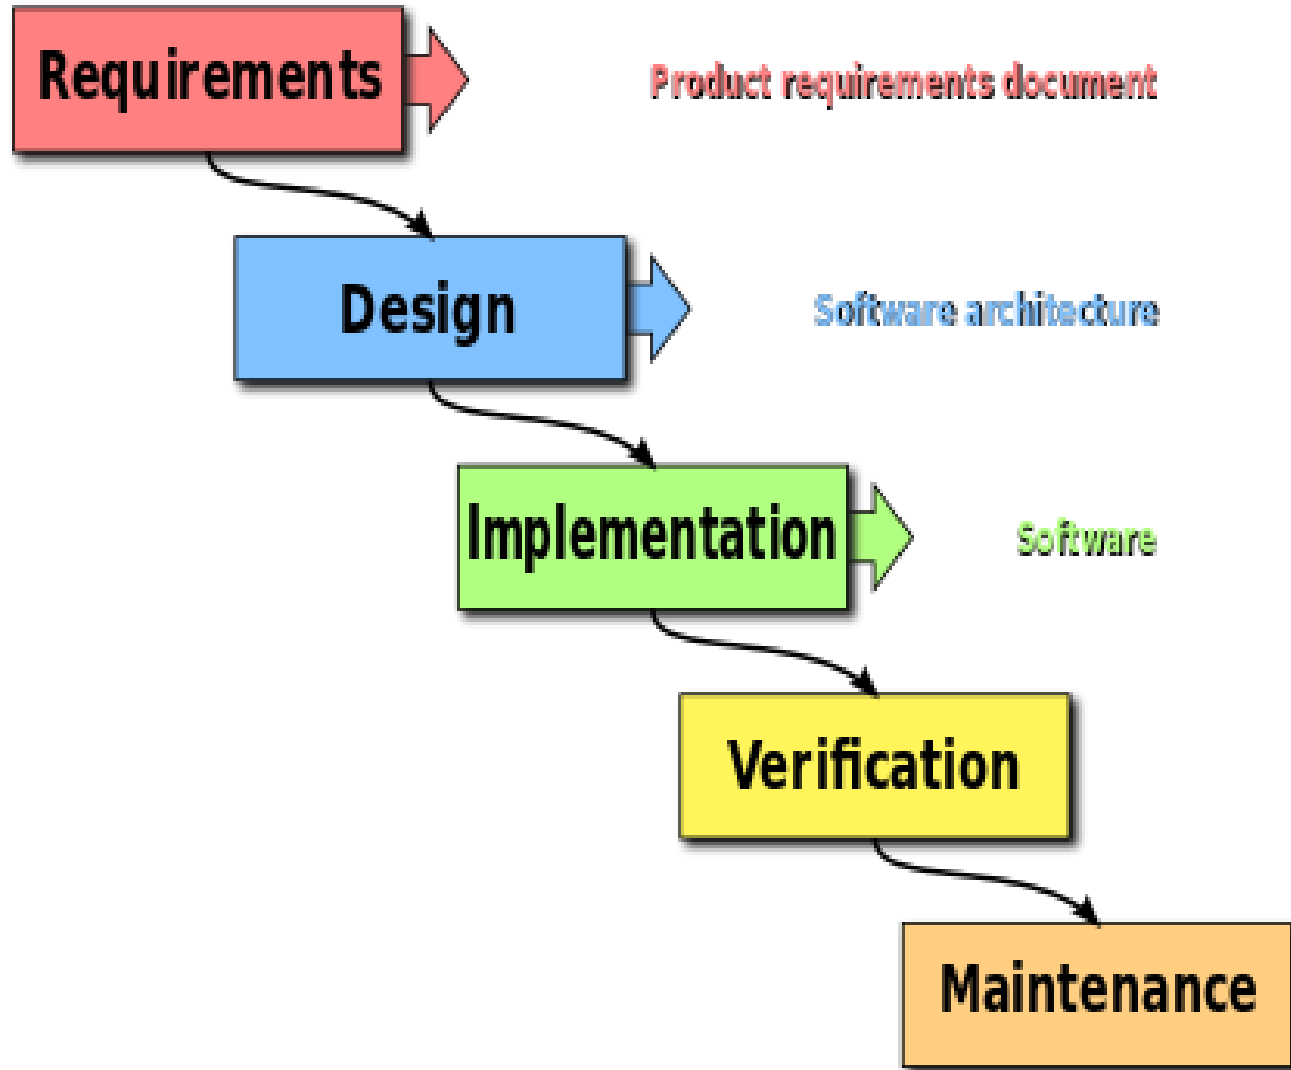 Requirements
Product requirements document
Design
Software architecture
Implementation
Software
Verification
Maintenance